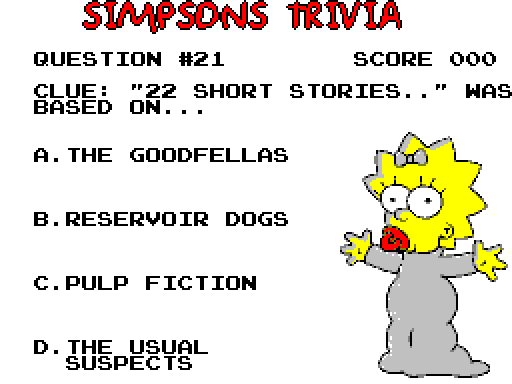 SIMPSONS TRIVIA
QUESTION #21 SCORE 000
CLUE: "22 SHORT STORIES.." WAS
BASED ON...
A.THE GOODFELLAS
B.RESERVOIR DOGS
C.PULP FICTION
D.THE USUAL
SUSPECTS